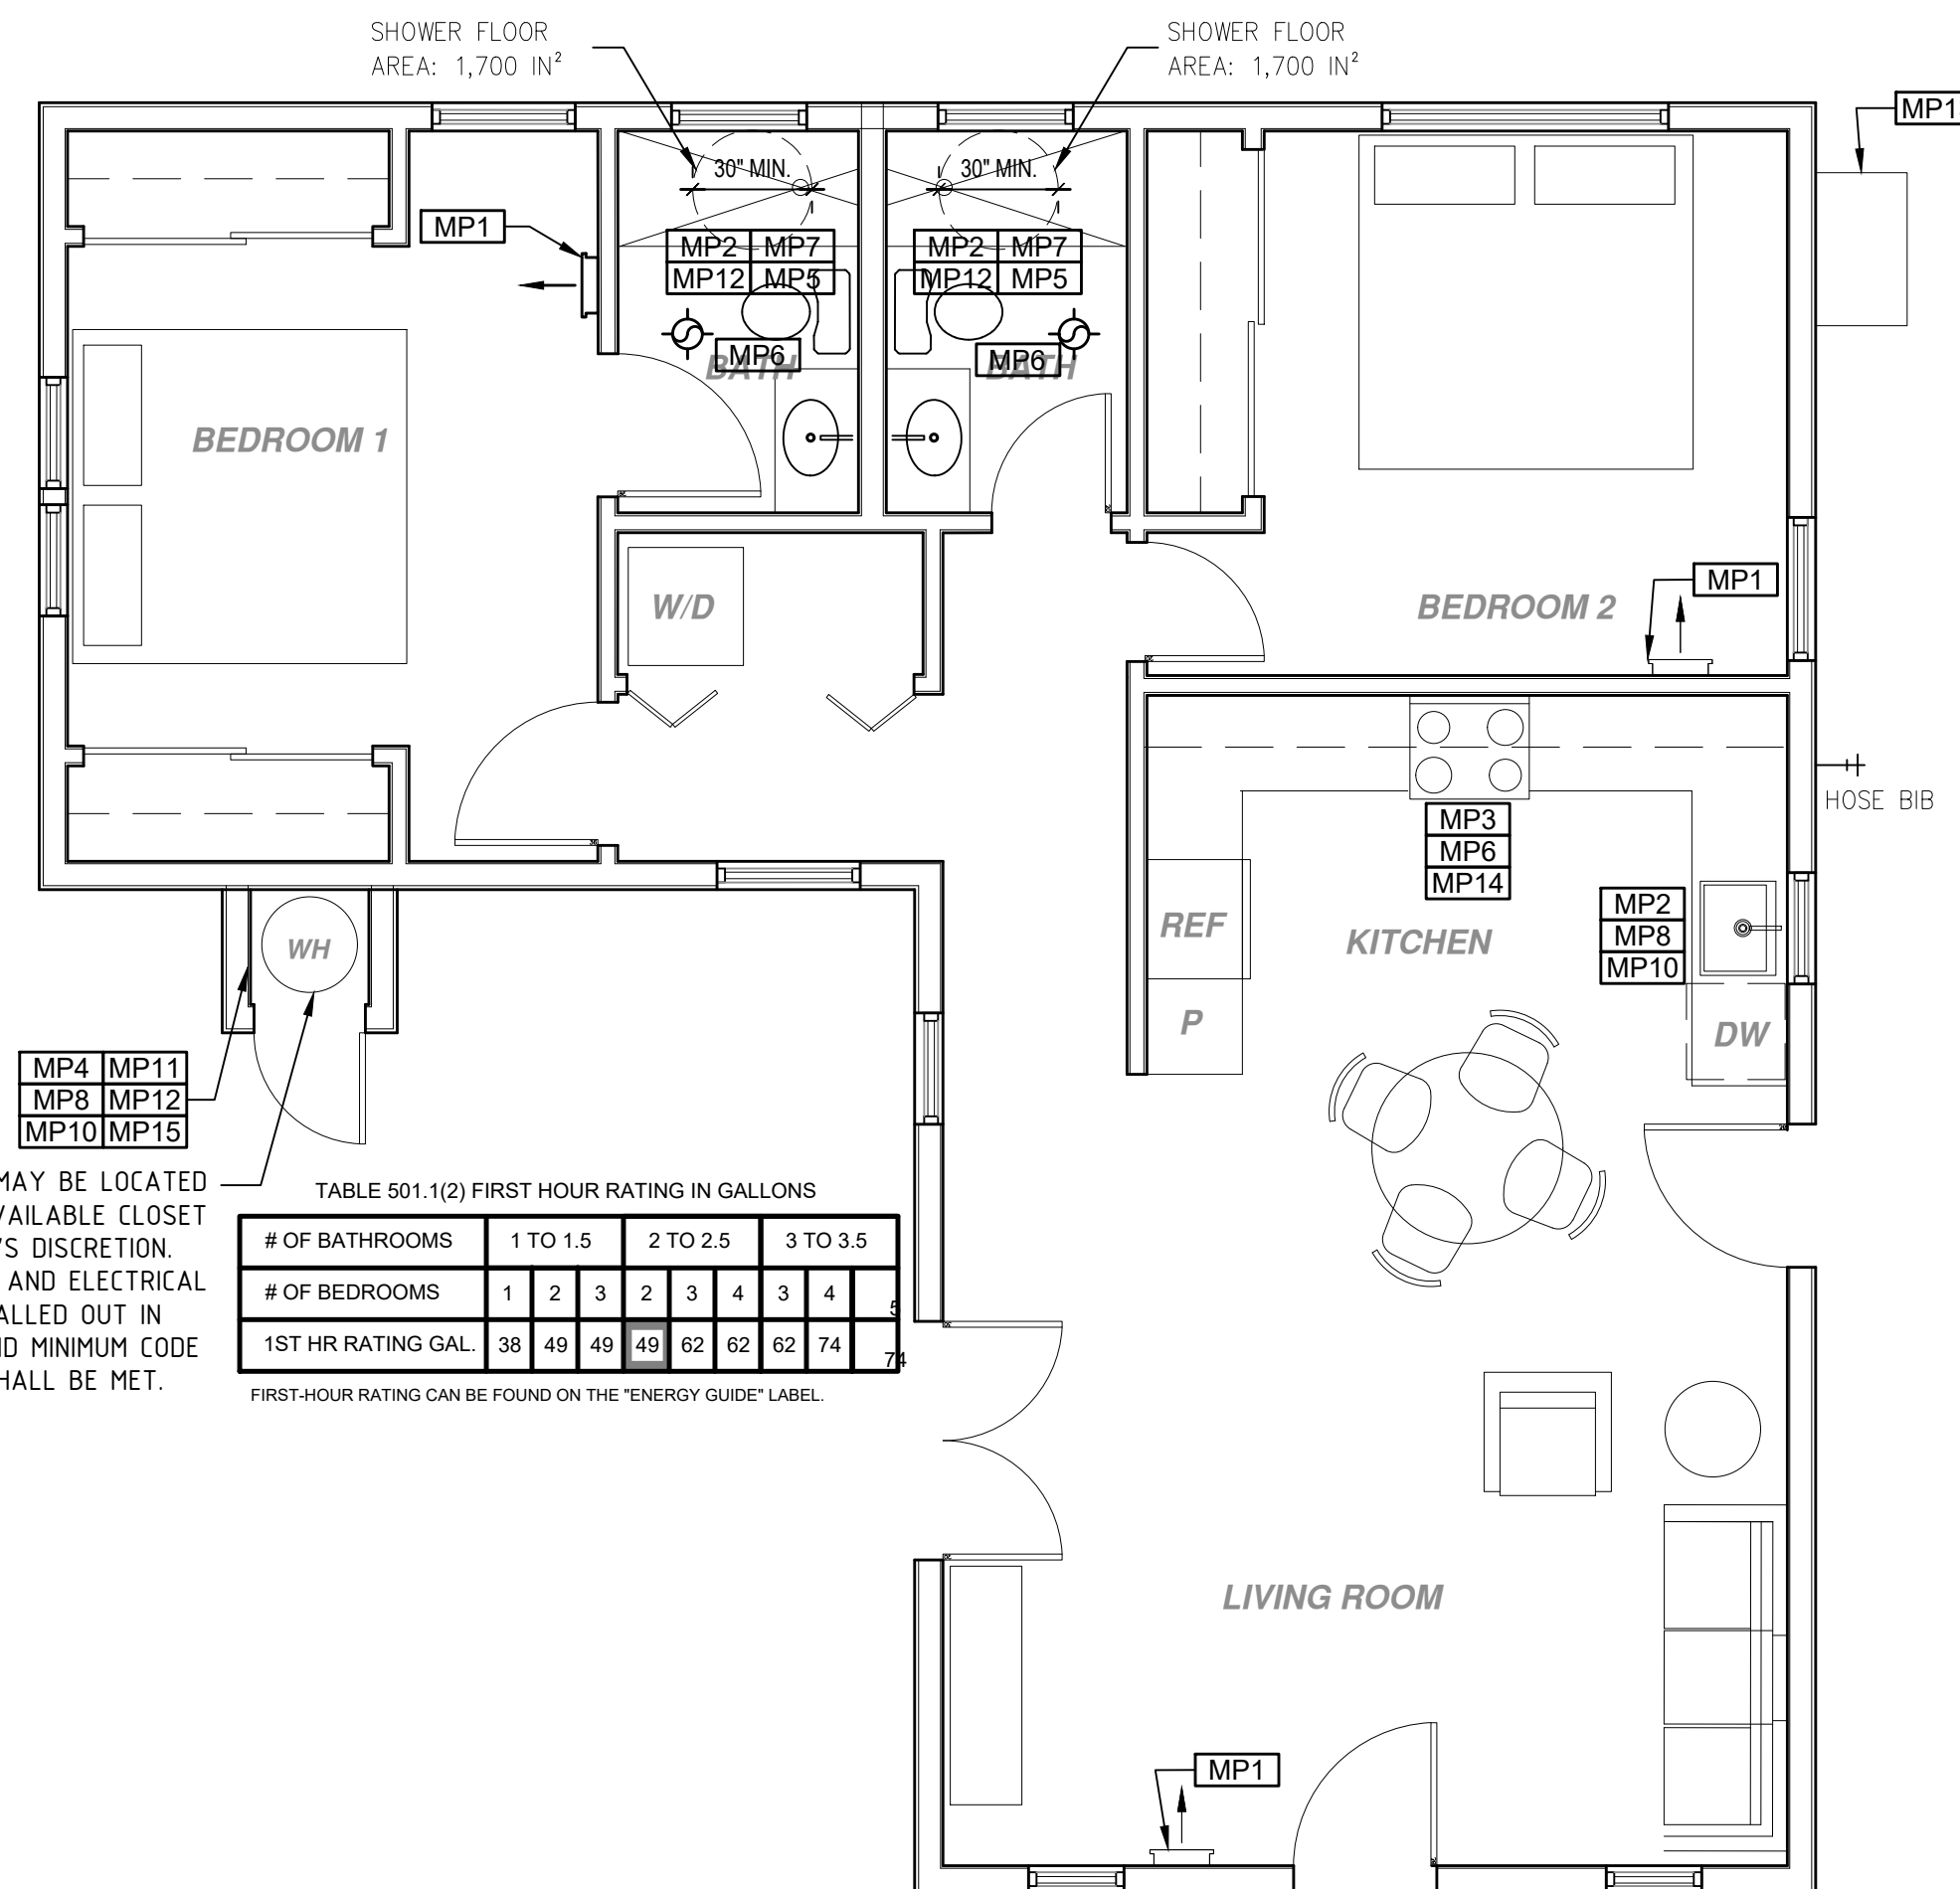 SHOWER FLOOR
AREA: 1,700 IN²
SHOWER FLOOR
AREA: 1,700 IN²
MP1
30" MIN.
30" MIN.
MP1
MP2 MP7
MP12 MP5
MP2 MP7
MP12 MP5
MP6
BATH
MP6
BATH
BEDROOM 1
W/D
BEDROOM 2
MP1
HOSE BIB
MP3
MP6
MP14
MP2
MP8
MP10
REF
KITCHEN
P
DW
WH
MP4 MP11
MP8 MP12
MP10 MP15
MAY BE LOCATED
CLOSET
DISCRETION.
AND ELECTRICAL
OUT IN
MINIMUM CODE
BE MET.
TABLE 501.1(2) FIRST HOUR RATING IN GALLONS
# OF BATHROOMS 1 TO 1.5 2 TO 2.5 3 TO 3.5
# OF BEDROOMS 1 2 3 2 3 4 3 4 5
1ST HR RATING GAL. 38 49 49 49 62 62 62 74 74
FIRST-HOUR RATING CAN BE FOUND ON THE "ENERGY GUIDE" LABEL.
LIVING ROOM
MP1